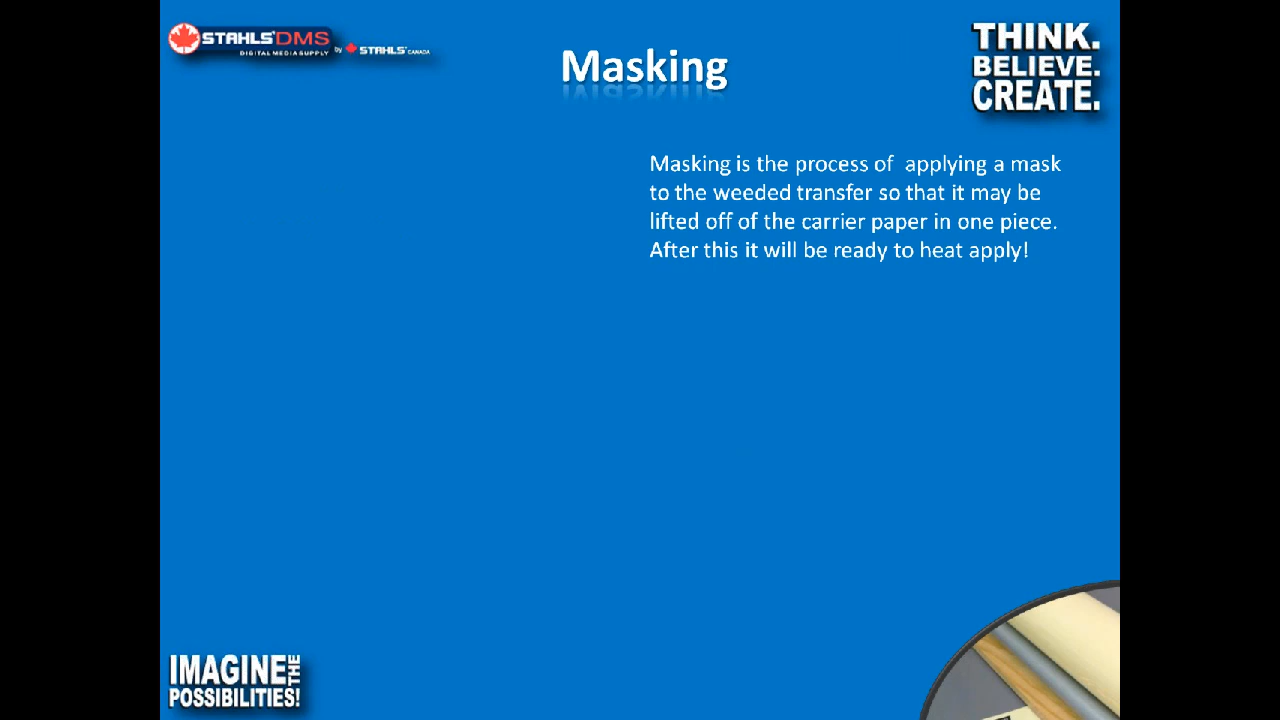 STAHLS' DMS
DIGITAL MEDIA SUPPLY by STAHLS' CANADA
Masking
THINK.
BELIEVE.
CREATE.
Masking is the process of  applying a mask
to the weeded transfer so that it may be
lifted off of the carrier paper in one piece.
After this it will be ready to heat apply!
IMAGINE THE
POSSIBILITIES!